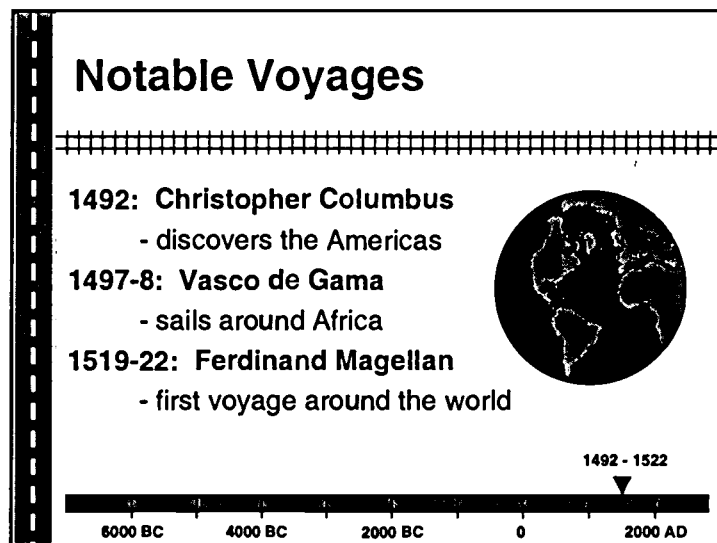 Notable Voyages
1492: Christopher Columbus
- discovers the Americas
1497-8: Vasco de Gama
- sails around Africa
1519-22: Ferdinand Magellan
- first voyage around the world
1492 - 1522
6000 BC 4000 BC 2000 BC 0 2000 AD